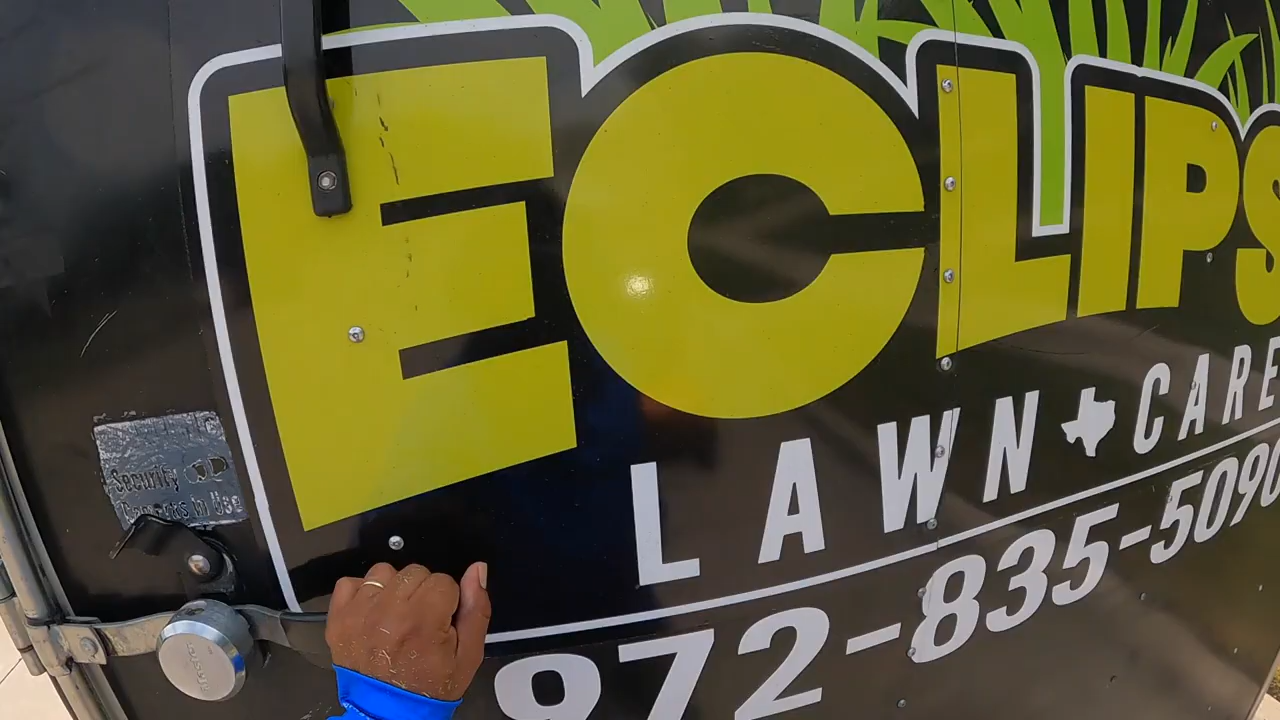 ECLIPS
LAWN CARE
972-835-5090
Security
Cameras In Use